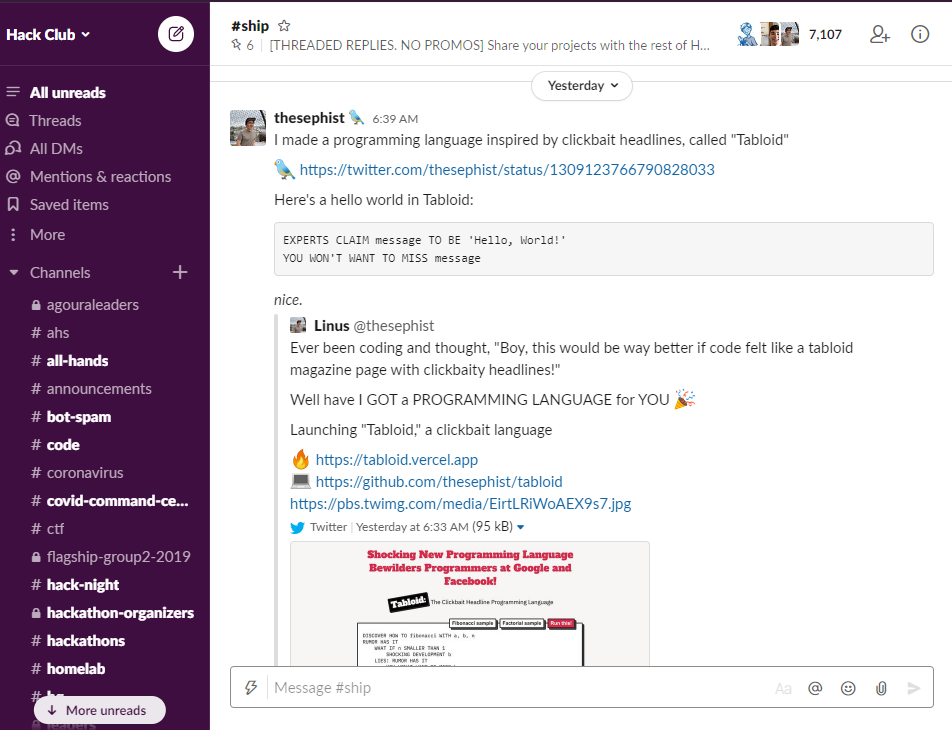 Hack Club
All unreads
Threads
All DMs
Mentions & reactions
Saved items
More
Channels
agouraleaders
# ahs
# all-hands
# announcements
# bot-spam
# code
# coronavirus
# covid-command-ce...
# ctf
flagship-group2-2019
# hack-night
hackathon-organizers
# hackathons
# homelab
#
More unreads
#ship
6 | [THREADED REPLIES. NO PROMOS] Share your projects with the rest of H...
7,107
Yesterday
thesephist 6:39 AM
I made a programming language inspired by clickbait headlines, called "Tabloid"
https://twitter.com/thesephist/status/1309123766790828033
Here's a hello world in Tabloid:
EXPERTS CLAIM message TO BE 'Hello, World!'
YOU WON'T WANT TO MISS message
nice.
Linus @thesephist
Ever been coding and thought, "Boy, this would be way better if code felt like a tabloid
magazine page with clickbaity headlines!"
Well have I GOT a PROGRAMMING LANGUAGE for YOU
Launching "Tabloid," a clickbait language
https://tabloid.vercel.app
https://github.com/thesephist/tabloid
https://pbs.twimg.com/media/EirtLRiWoAEX9s7.jpg
Twitter | Yesterday at 6:33 AM (95 kB)
Shocking New Programming Language
Bewilders Programmers at Google and
Facebook!
Tabloid: The Clickbait Headline Programming Language
Fibonacci sample Factorial sample Run this!
DISCOVER HOW TO fibonacci WITH a, b, n
RUMOR HAS IT
WHAT IF n SMALLER THAN 1
SHOCKING DEVELOPMENT b
LIES! RUMOR HAS IT
Message #ship
Aa @